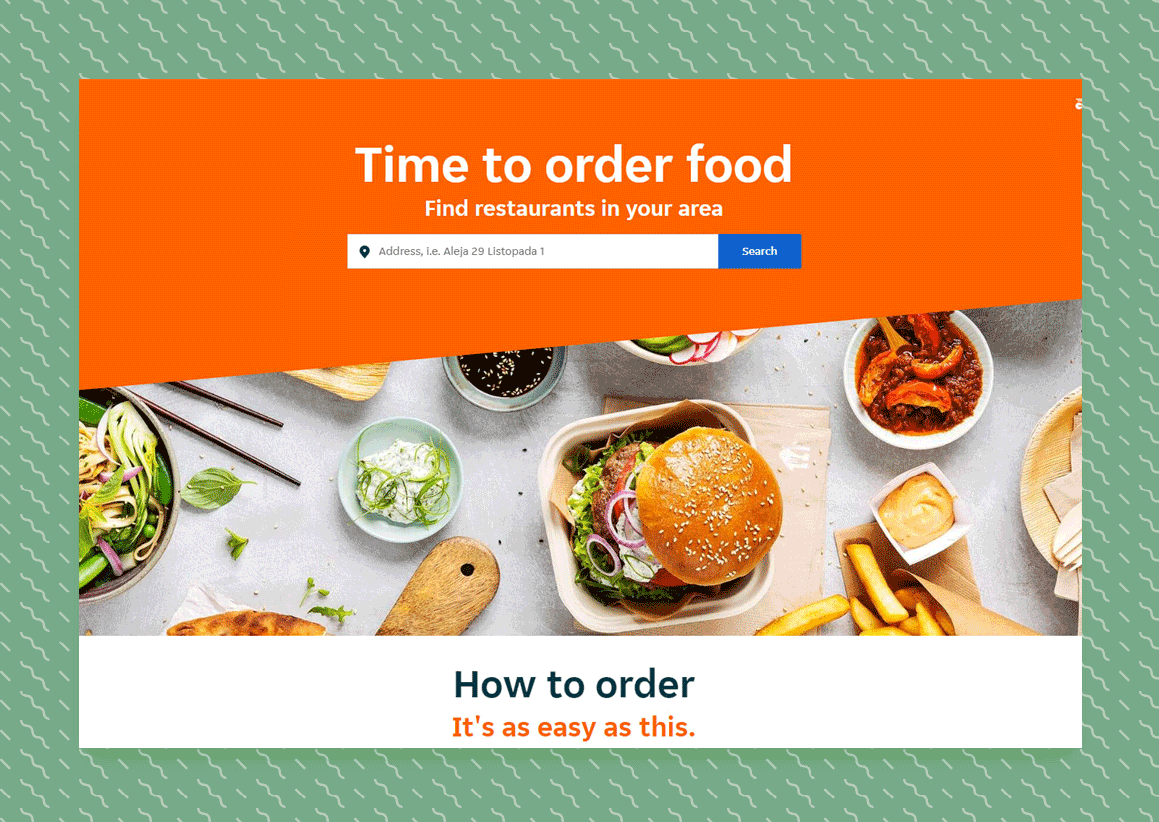 Time to order food
Find restaurants in your area
Address, i.e. Aleja 29 Listopada 1
Search
How to order
It's as easy as this.